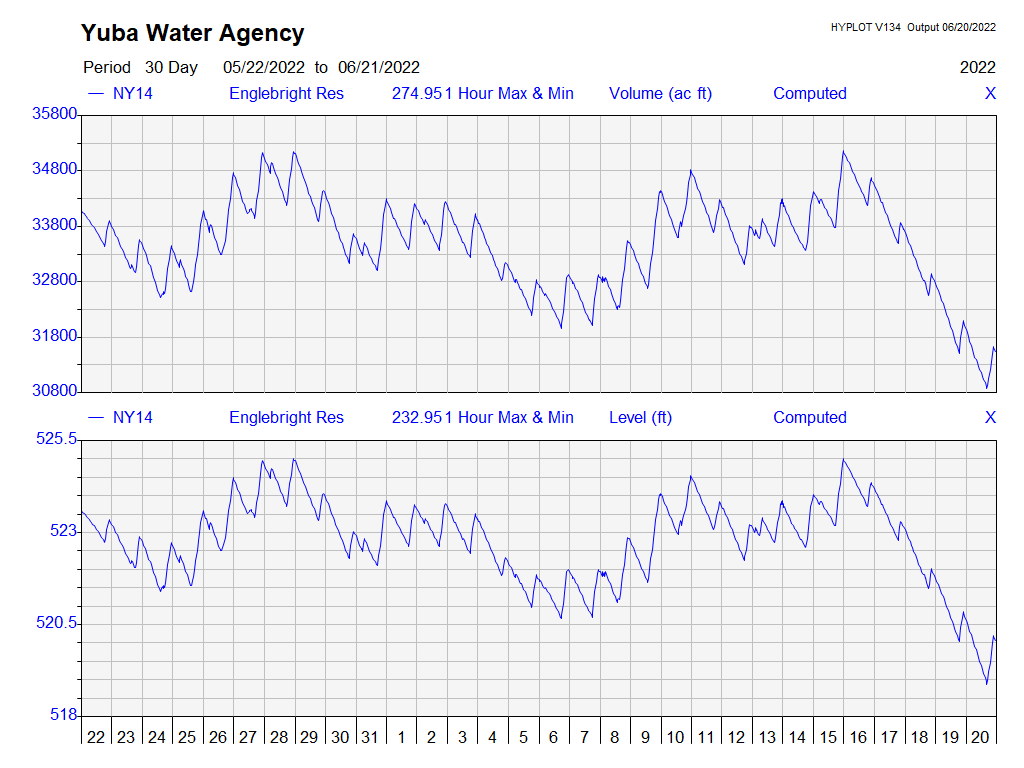 Yuba Water Agency
HYPLOT V134 Output 06/20/2022
Period 30 Day 05/22/2022 to 06/21/2022 2022
NY14 Englebright Res 274.951 Hour Max & Min Volume (ac ft) Computed X
35800
34800
33800
32800
31800
30800
NY14 Englebright Res 232.951 Hour Max & Min Level (ft) Computed X
525.5
523
520.5
518
22 23 24 25 26 27 28 29 30 31 1 2 3 4 5 6 7 8 9 10 11 12 13 14 15 16 17 18 19 20